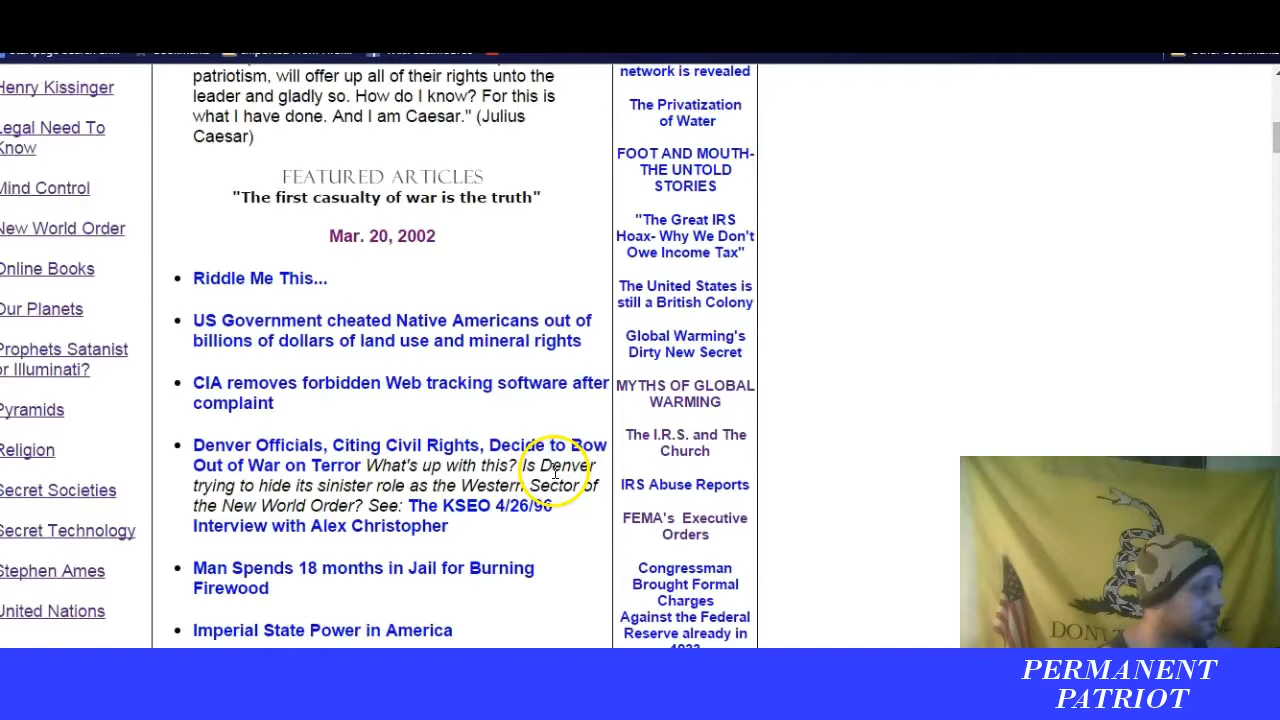 Henry Kissinger
Legal Need To
Know
Mind Control
New World Order
Online Books
Our Planets
Prophets Satanist
or Illuminati?
Pyramids
Religion
Secret Societies
Secret Technology
Stephen Ames
United Nations
patriotism, will offer up all of their rights unto the
leader and gladly so. How do I know? For this is
what I have done. And I am Caesar." (Julius
Caesar)
FEATURED ARTICLES
"The first casualty of war is the truth"
Mar. 20, 2002
Riddle Me This...
US Government cheated Native Americans out of
billions of dollars of land use and mineral rights
CIA removes forbidden Web tracking software after
complaint
Denver Officials, Citing Civil Rights, Decide to Bow
Out of War on Terror What's up with this? Is Denver
trying to hide its sinister role as the Western Sector of
the New World Order? See: The KSEO 4/26/96
Interview with Alex Christopher
Man Spends 18 months in Jail for Burning
Firewood
Imperial State Power in America
network is revealed
The Privatization
of Water
FOOT AND MOUTH-
THE UNTOLD
STORIES
"The Great IRS
Hoax- Why We Don't
Owe Income Tax"
The United States is
still a British Colony
Global Warming's
Dirty New Secret
MYTHS OF GLOBAL
WARMING
The I.R.S. and The
Church
IRS Abuse Reports
FEMA's Executive
Orders
Congressman
Brought Formal
Charges
Against the Federal
Reserve already in
DON'T
PERMANENT
PATRIOT